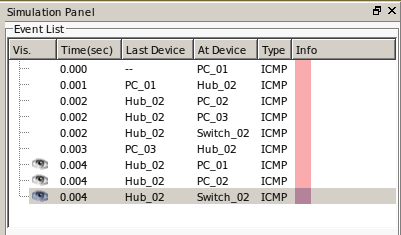 Simulation Panel
Event List
Vis. Time(sec) Last Device At Device Type Info
0.000 -- PC_01 ICMP
0.001 PC_01 Hub_02 ICMP
0.002 Hub_02 PC_02 ICMP
0.002 Hub_02 PC_03 ICMP
0.002 Hub_02 Switch_02 ICMP
0.003 PC_03 Hub_02 ICMP
0.004 Hub_02 PC_01 ICMP
0.004 Hub_02 PC_02 ICMP
0.004 Hub_02 Switch_02 ICMP